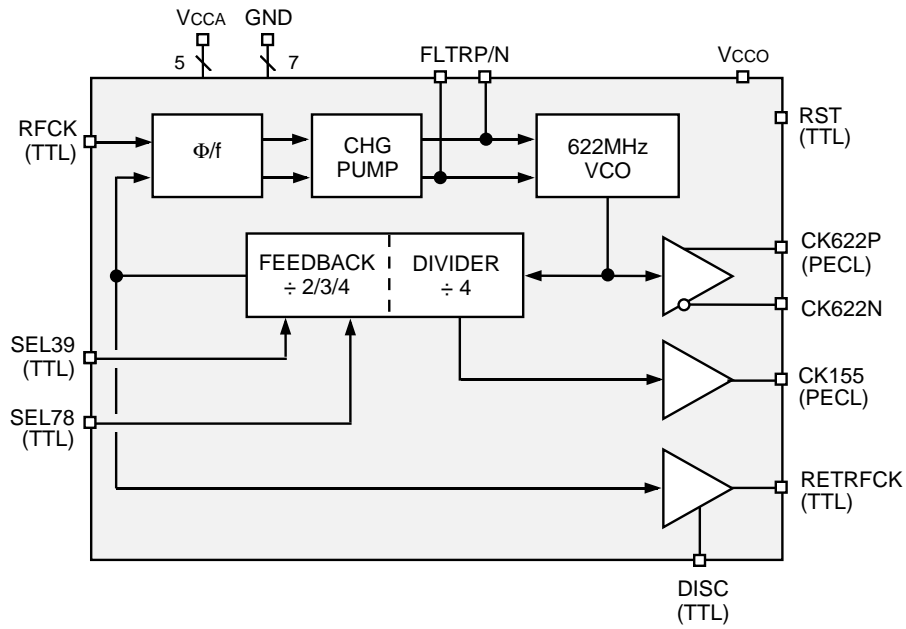 VCCA
GND
5
7
FLTRP/N
VCCO
RFCK
(TTL)
Φ/f
CHG
PUMP
622MHz
VCO
RST
(TTL)
FEEDBACK
÷ 2/3/4
DIVIDER
÷ 4
CK622P
(PECL)
CK622N
SEL39
(TTL)
CK155
(PECL)
SEL78
(TTL)
RETRFCK
(TTL)
DISC
(TTL)